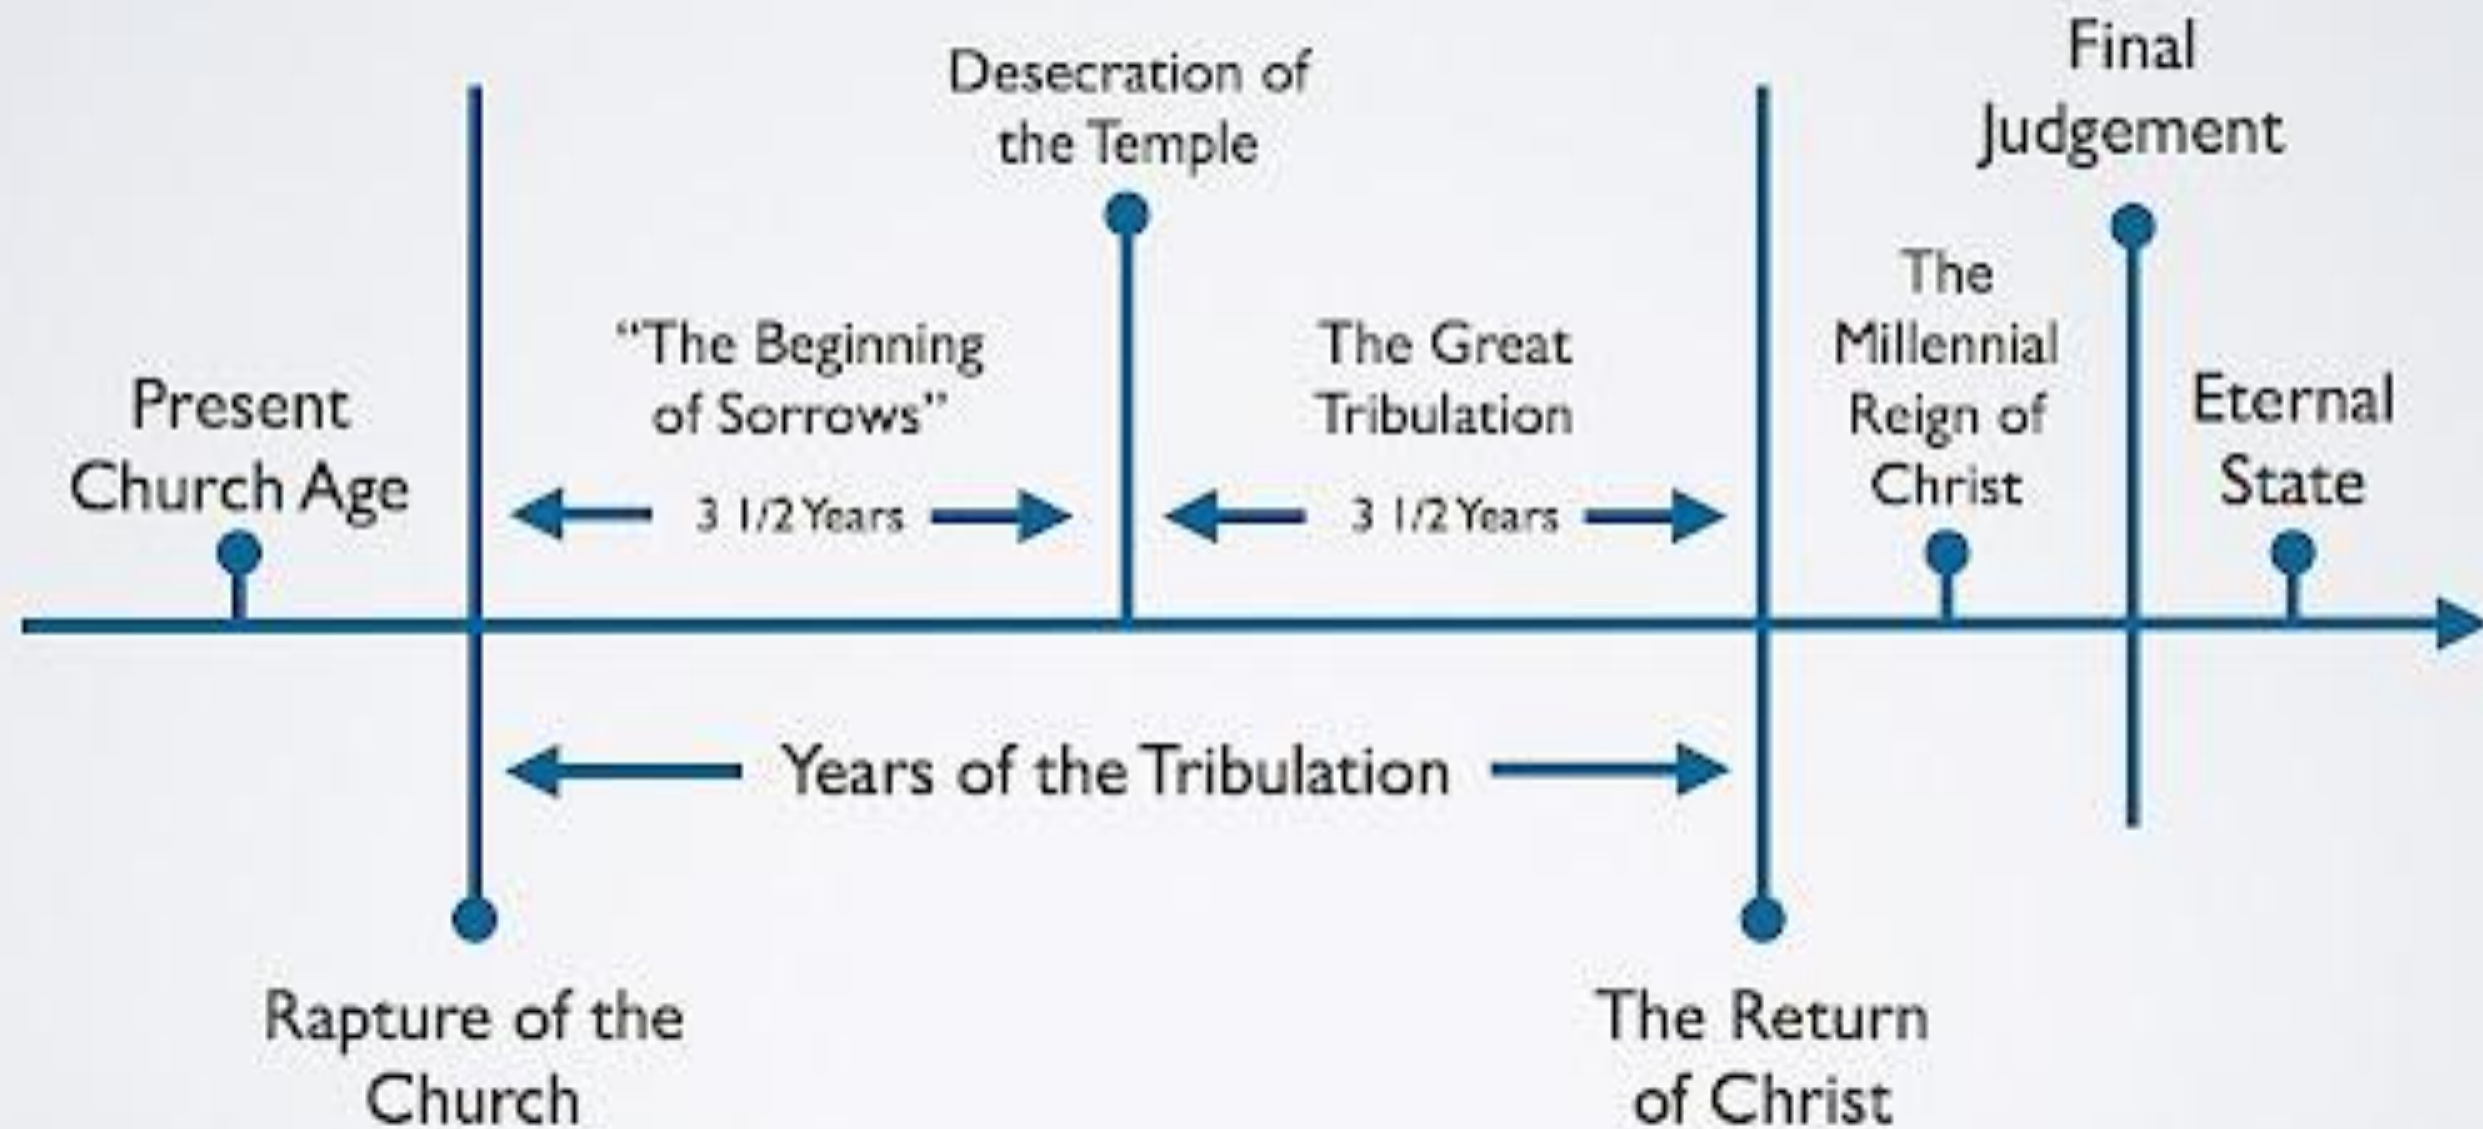 Present
Church Age
Rapture of the
Church
“The Beginning
of Sorrows”
3 1/2 Years
Desecration of
the Temple
The Great
Tribulation
3 1/2 Years
Years of the Tribulation
The Return
of Christ
The
Millennial
Reign of
Christ
Final
Judgement
Eternal
State